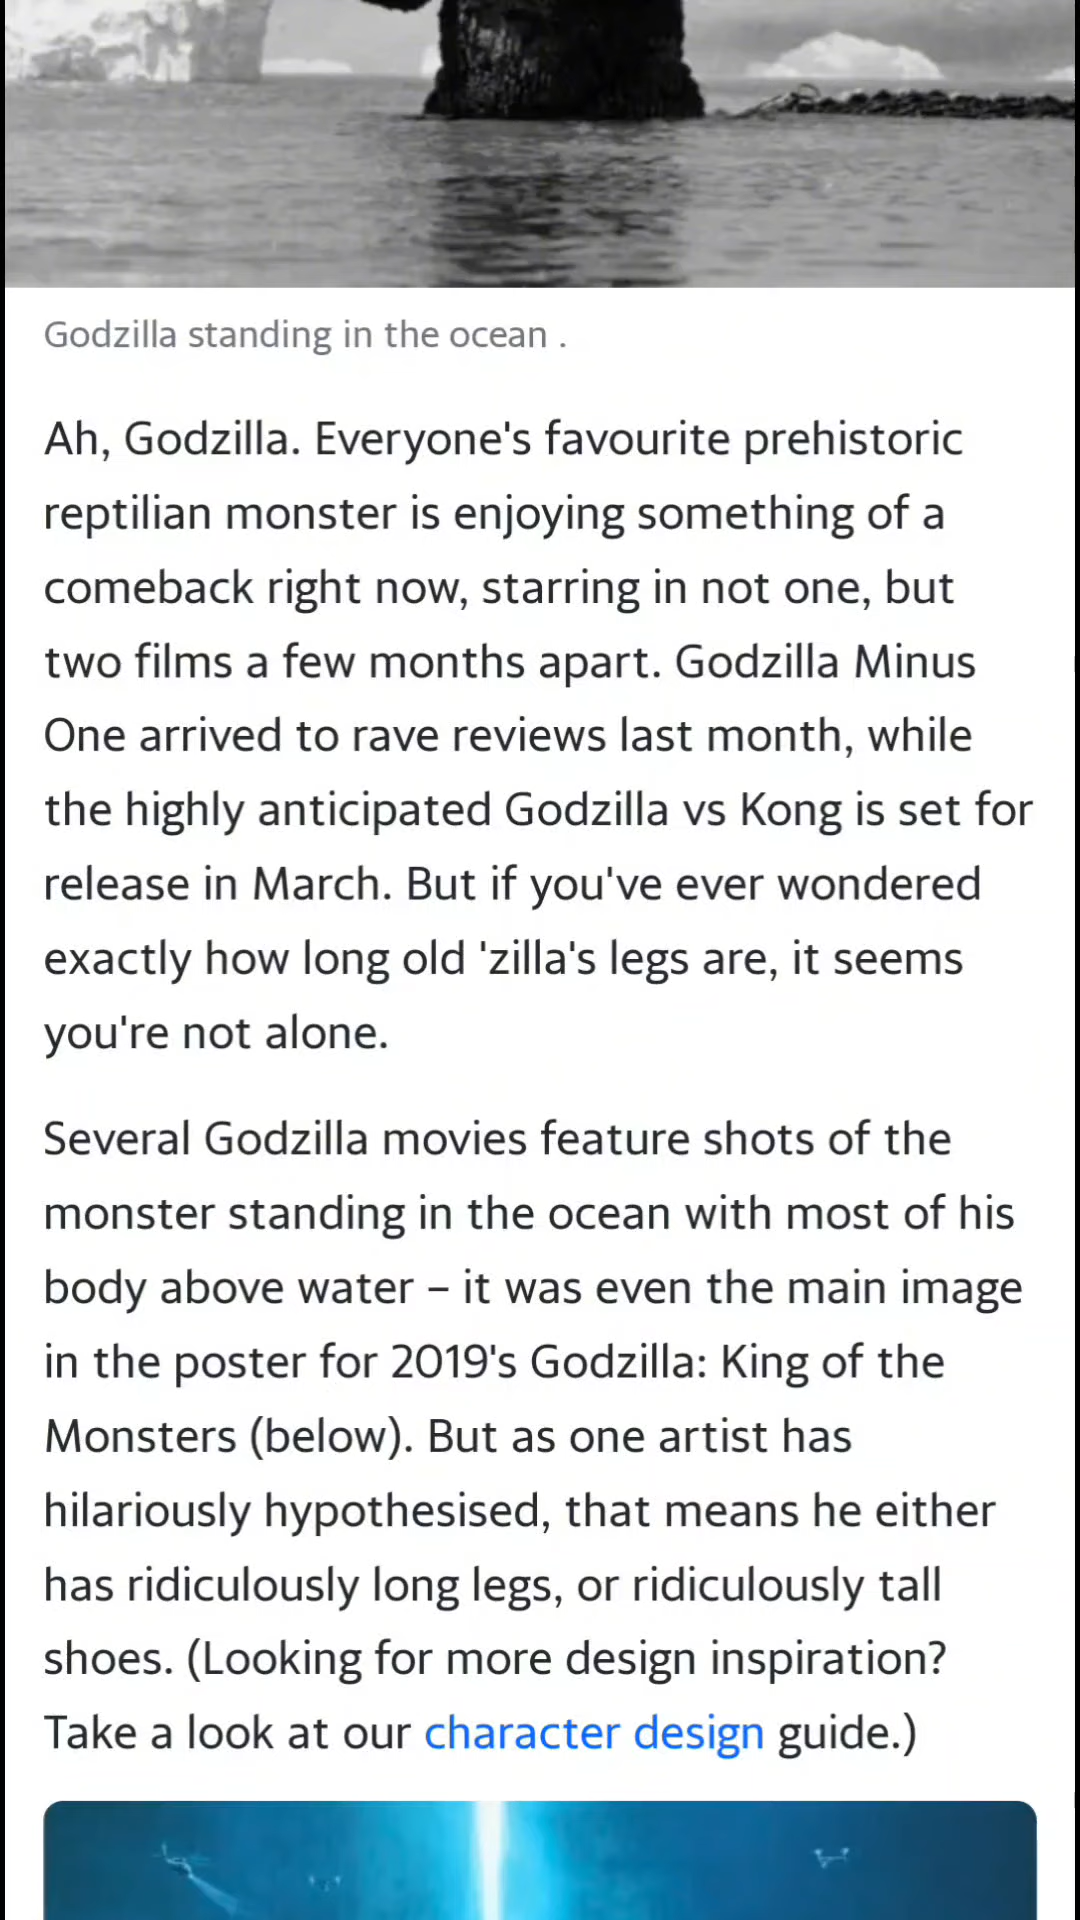 Godzilla standing in the ocean .
Ah, Godzilla. Everyone's favourite prehistoric
reptilian monster is enjoying something of a
comeback right now, starring in not one, but
two films a few months apart. Godzilla Minus
One arrived to rave reviews last month, while
the highly anticipated Godzilla vs Kong is set for
release in March. But if you've ever wondered
exactly how long old 'zilla's legs are, it seems
you're not alone.
Several Godzilla movies feature shots of the
monster standing in the ocean with most of his
body above water – it was even the main image
in the poster for 2019's Godzilla: King of the
Monsters (below). But as one artist has
hilariously hypothesised, that means he either
has ridiculously long legs, or ridiculously tall
shoes. (Looking for more design inspiration?
Take a look at our character design guide.)